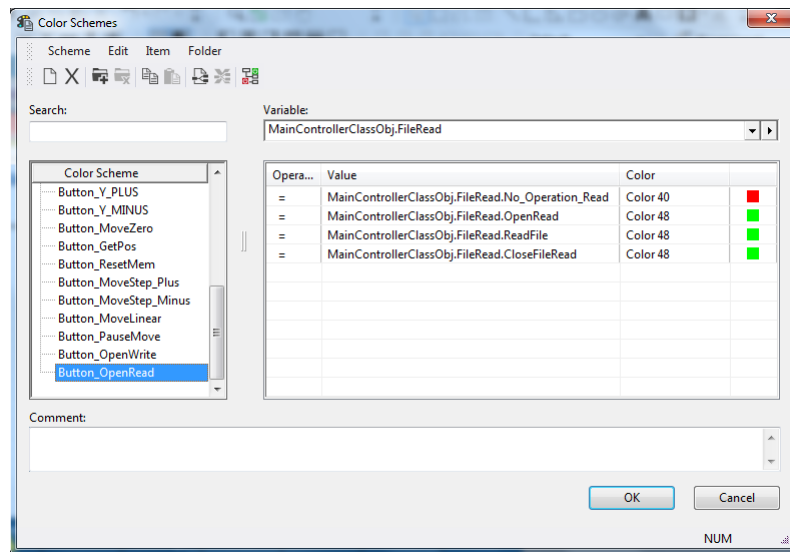 Color Schemes
Scheme Edit Item Folder
Search:
Variable:
MainControllerClassObj.FileRead
Color Scheme
Button_Y_PLUS
Button_Y_MINUS
Button_MoveZero
Button_GetPos
Button_ResetMem
Button_MoveStep_Plus
Button_MoveStep_Minus
Button_MoveLinear
Button_PauseMove
Button_OpenWrite
Button_OpenRead
Opera... Value Color
= MainControllerClassObj.FileRead.No_Operation_Read Color 40
= MainControllerClassObj.FileRead.OpenRead Color 48
= MainControllerClassObj.FileRead.ReadFile Color 48
= MainControllerClassObj.FileRead.CloseFileRead Color 48
Comment:
OK Cancel
NUM